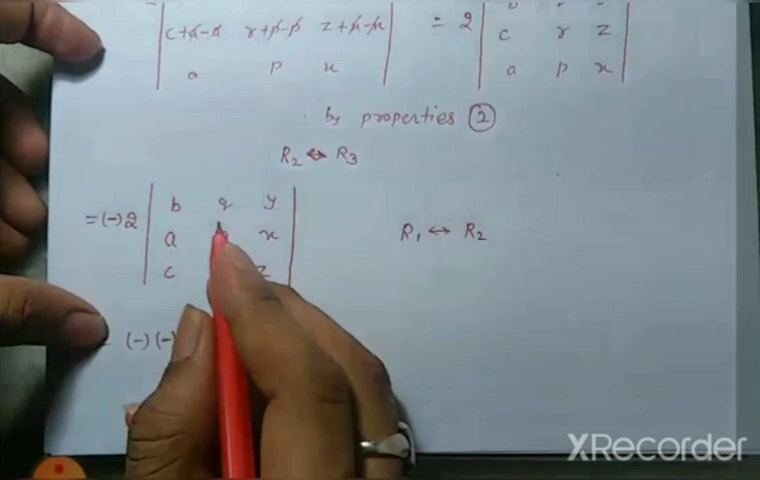 c+a-a r+p-p z+x-x = 2 c r z
a p x a p x
by properties 2
R2 ↔ R3
b q y
= (-) 2 a x R1 ↔ R2
c z
(-) (-)
XRecorder